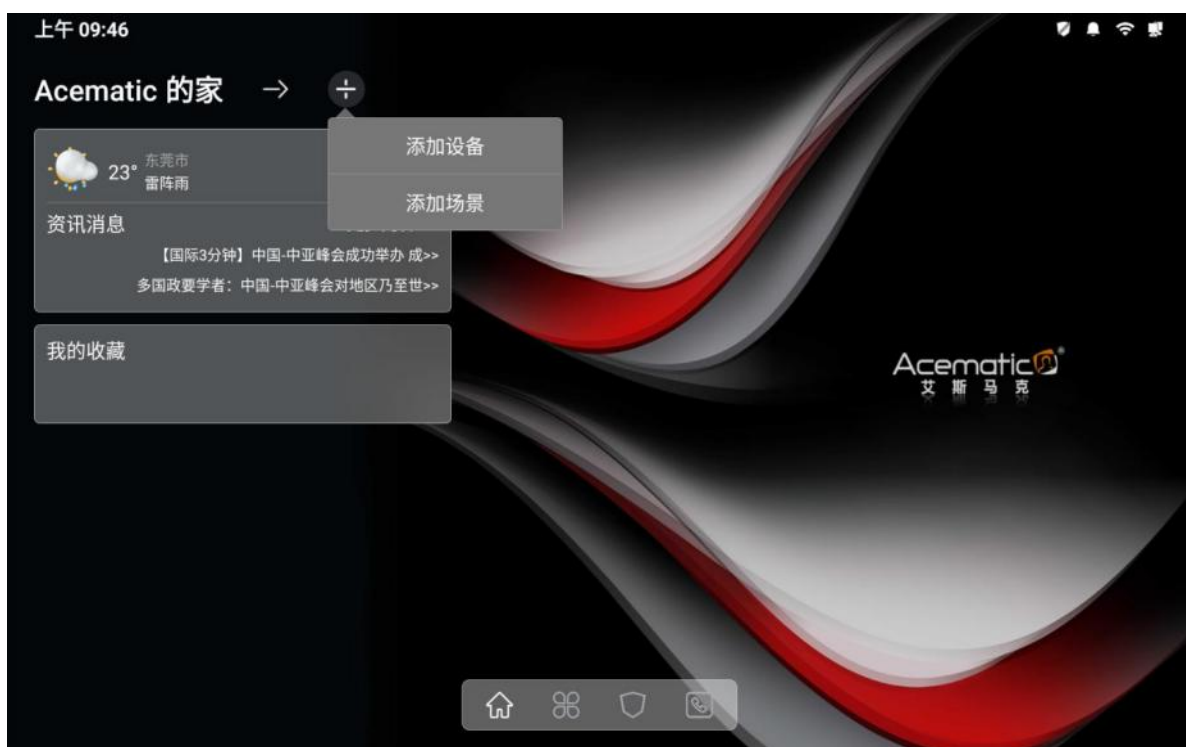 上午 09:46
Acematic 的家
添加设备
添加场景
23°
东莞市
雷阵雨
资讯消息
【国际3分钟】中国-中亚峰会成功举办 成>>
多国政要学者：中国-中亚峰会对地区乃至世>>
我的收藏
Acematic®
艾斯马克